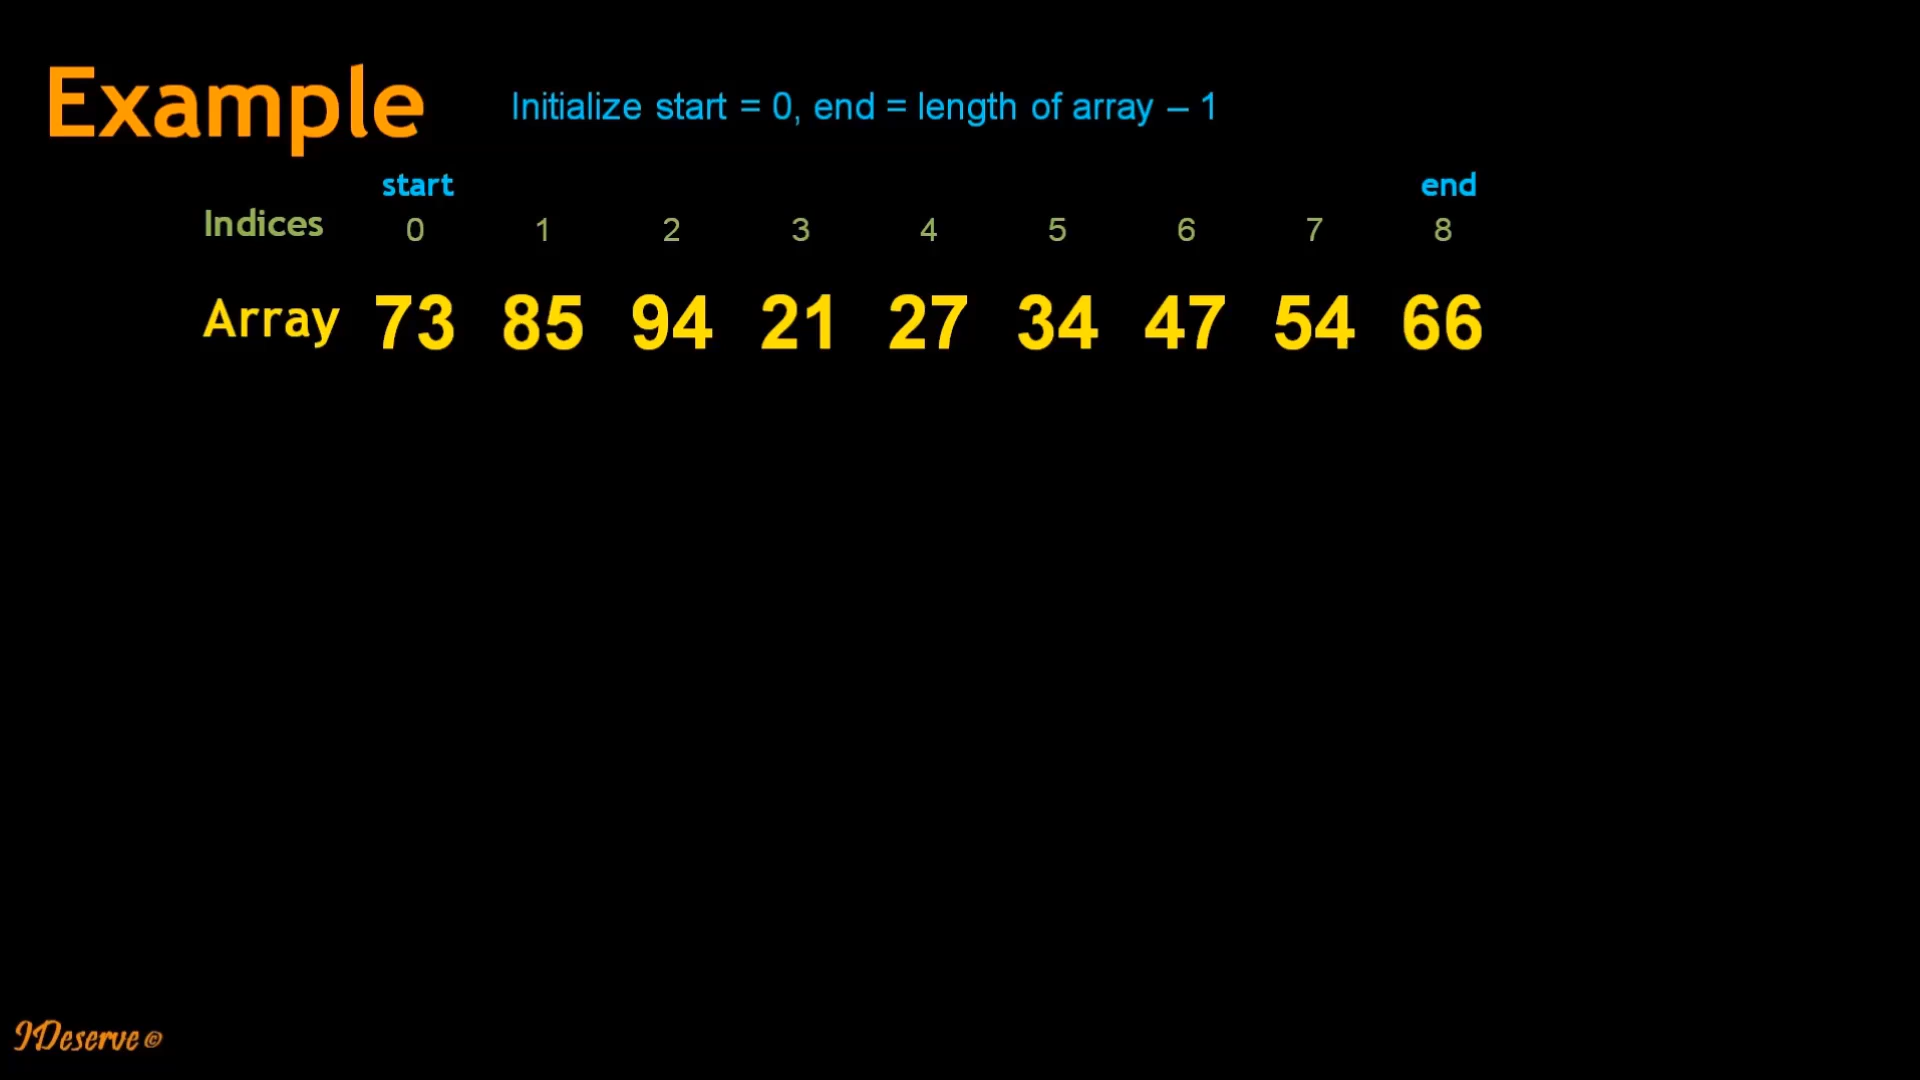 Example
Initialize start = 0, end = length of array – 1
start end
Indices 0 1 2 3 4 5 6 7 8
Array 73 85 94 21 27 34 47 54 66
IDeserve ©